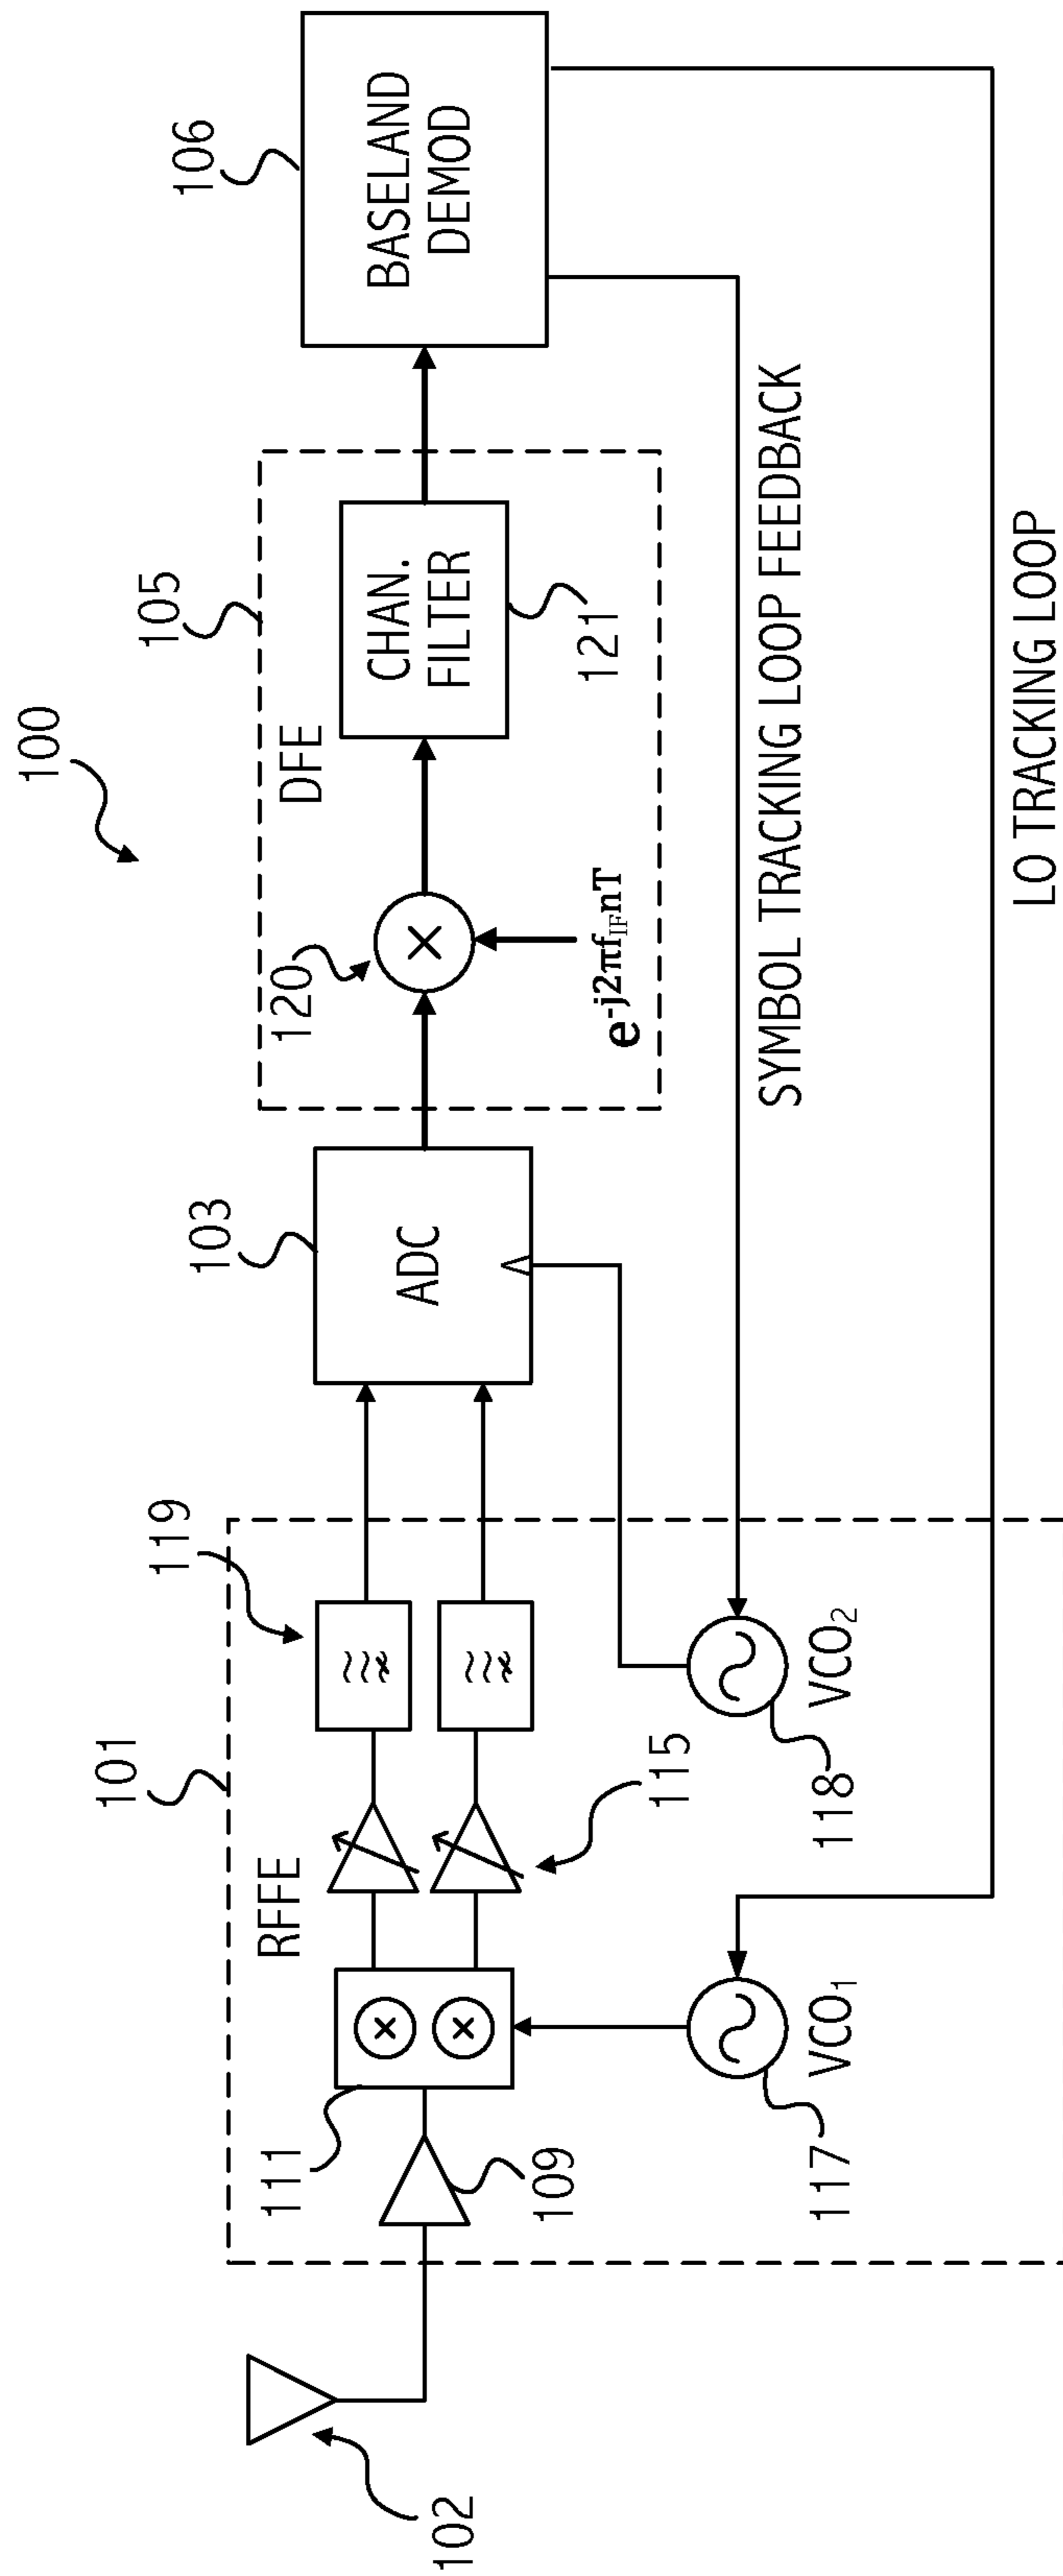 100
101
RFFE
119
103
ADC
105
DFE
120
CHAN.
FILTER
121
106
BASELAND
DEMOD
e^-j2πf_IF nT
102
111
109
115
117
VCO1
118
VCO2
SYMBOL TRACKING LOOP FEEDBACK
LO TRACKING LOOP